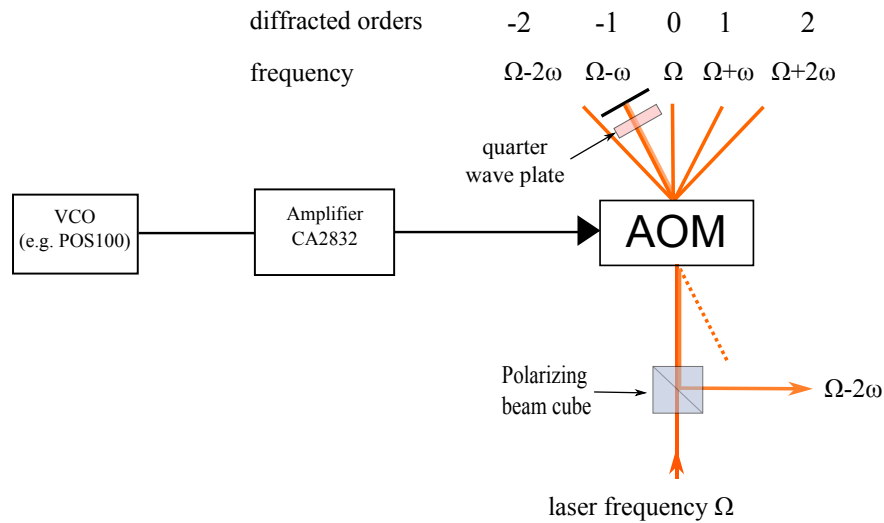 diffracted orders -2 -1 0 1 2
frequency Ω-2ω Ω-ω Ω Ω+ω Ω+2ω
quarter
wave plate
VCO
(e.g. POS100)
Amplifier
CA2832
AOM
Polarizing
beam cube
Ω-2ω
laser frequency Ω